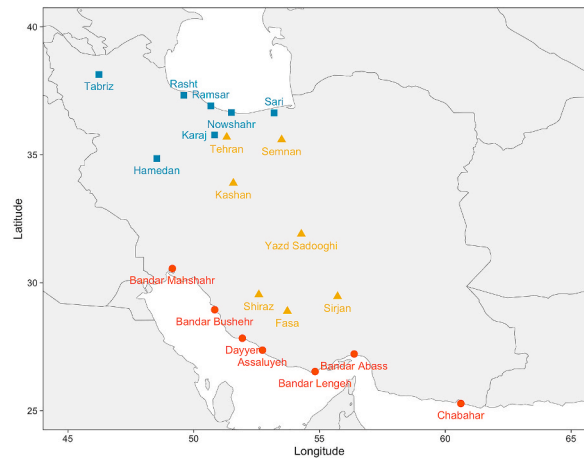 40
Tabriz
Rasht
Ramsar
Sari
Nowshahr
Karaj
Tehran
Semnan
35
Hamedan
Kashan
Latitude
Yazd Sadooghi
30
Bandar Mahshahr
Shiraz
Sirjan
Fasa
Bandar Bushehr
Dayyer
Assaluyeh
Bandar Abass
Bandar Lengeh
Chabahar
25
45
50
55
60
65
Longitude